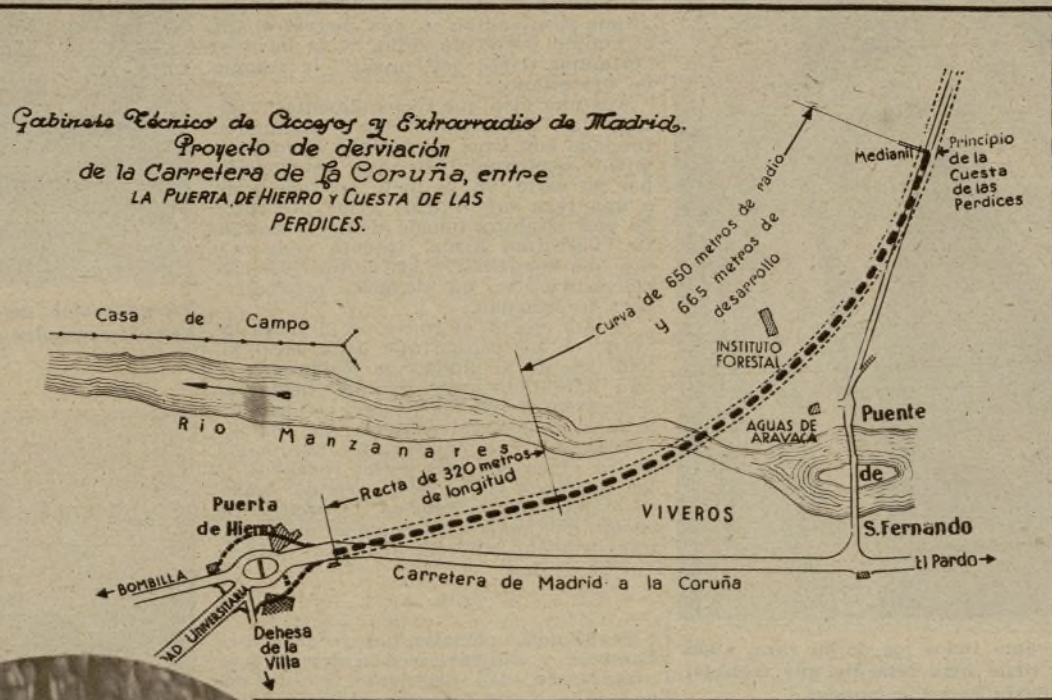 Gabinete Técnico de Accesos y Extrarradio de Madrid.
Proyecto de desviación
de la Carretera de La Coruña, entre
LA PUERTA DE HIERRO Y CUESTA DE LAS
PERDICES.
Medianil
Principio
de la
Cuesta
de las
Perdices
Curva de 650 metros de radio
y 665 metros de
desarrollo
Casa de Campo
INSTITUTO
FORESTAL
Rio Manzanares
AGUAS DE
ARAVACA
Puente
de
S. Fernando
Recta de 320 metros
de longitud
VIVEROS
Puerta
de Hierro
El Pardo
BOMBILLA
Carretera de Madrid a la Coruña
DAD UNIVERSITARIA
Dehesa
de la
Villa